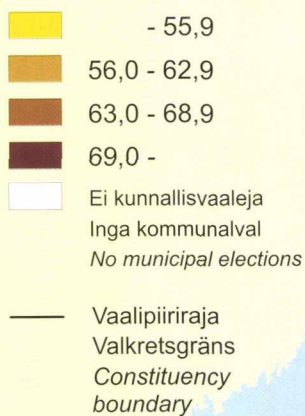 - 55,9
56,0 - 62,9
63,0 - 68,9
69,0 -
Ei kunnallisvaaleja
Inga kommunalval
No municipal elections
Vaalipiiriraja
Valkretsgräns
Constituency
boundary